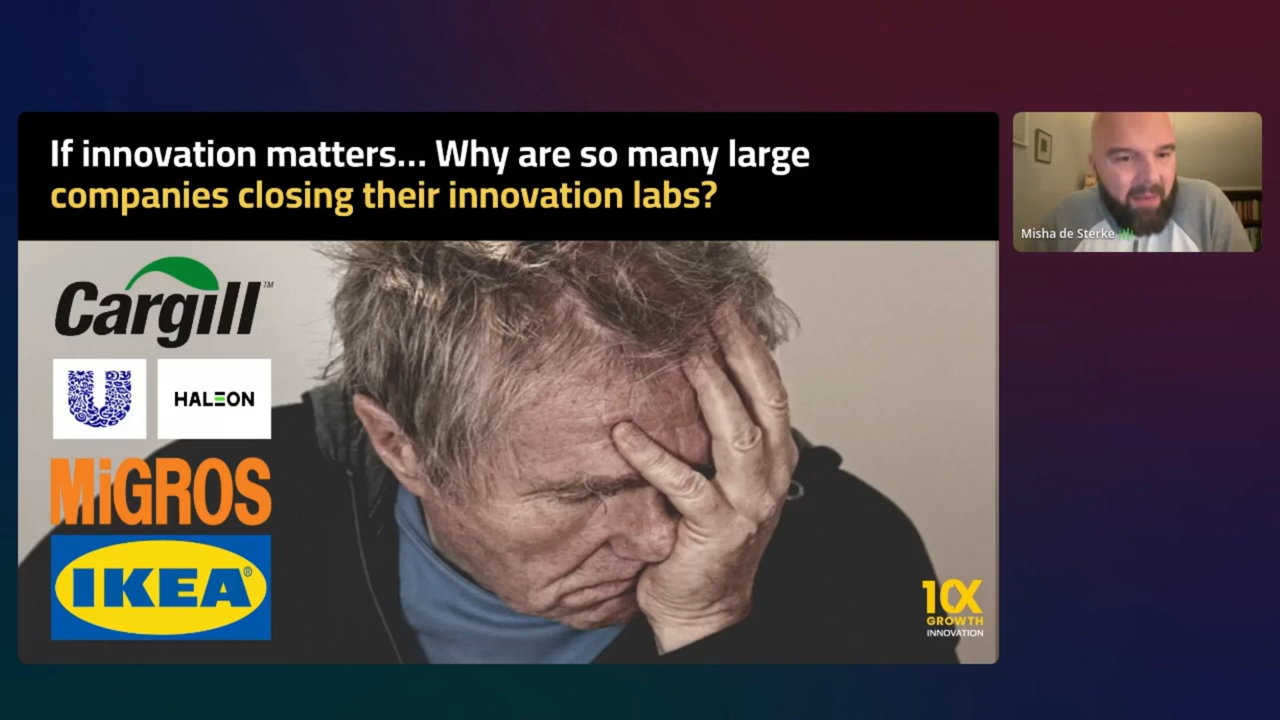 If innovation matters... Why are so many large
companies closing their innovation labs?
Cargill™
U
HALEON
MiGROS
IKEA®
10X
GROWTH
INNOVATION
Misha de Sterke